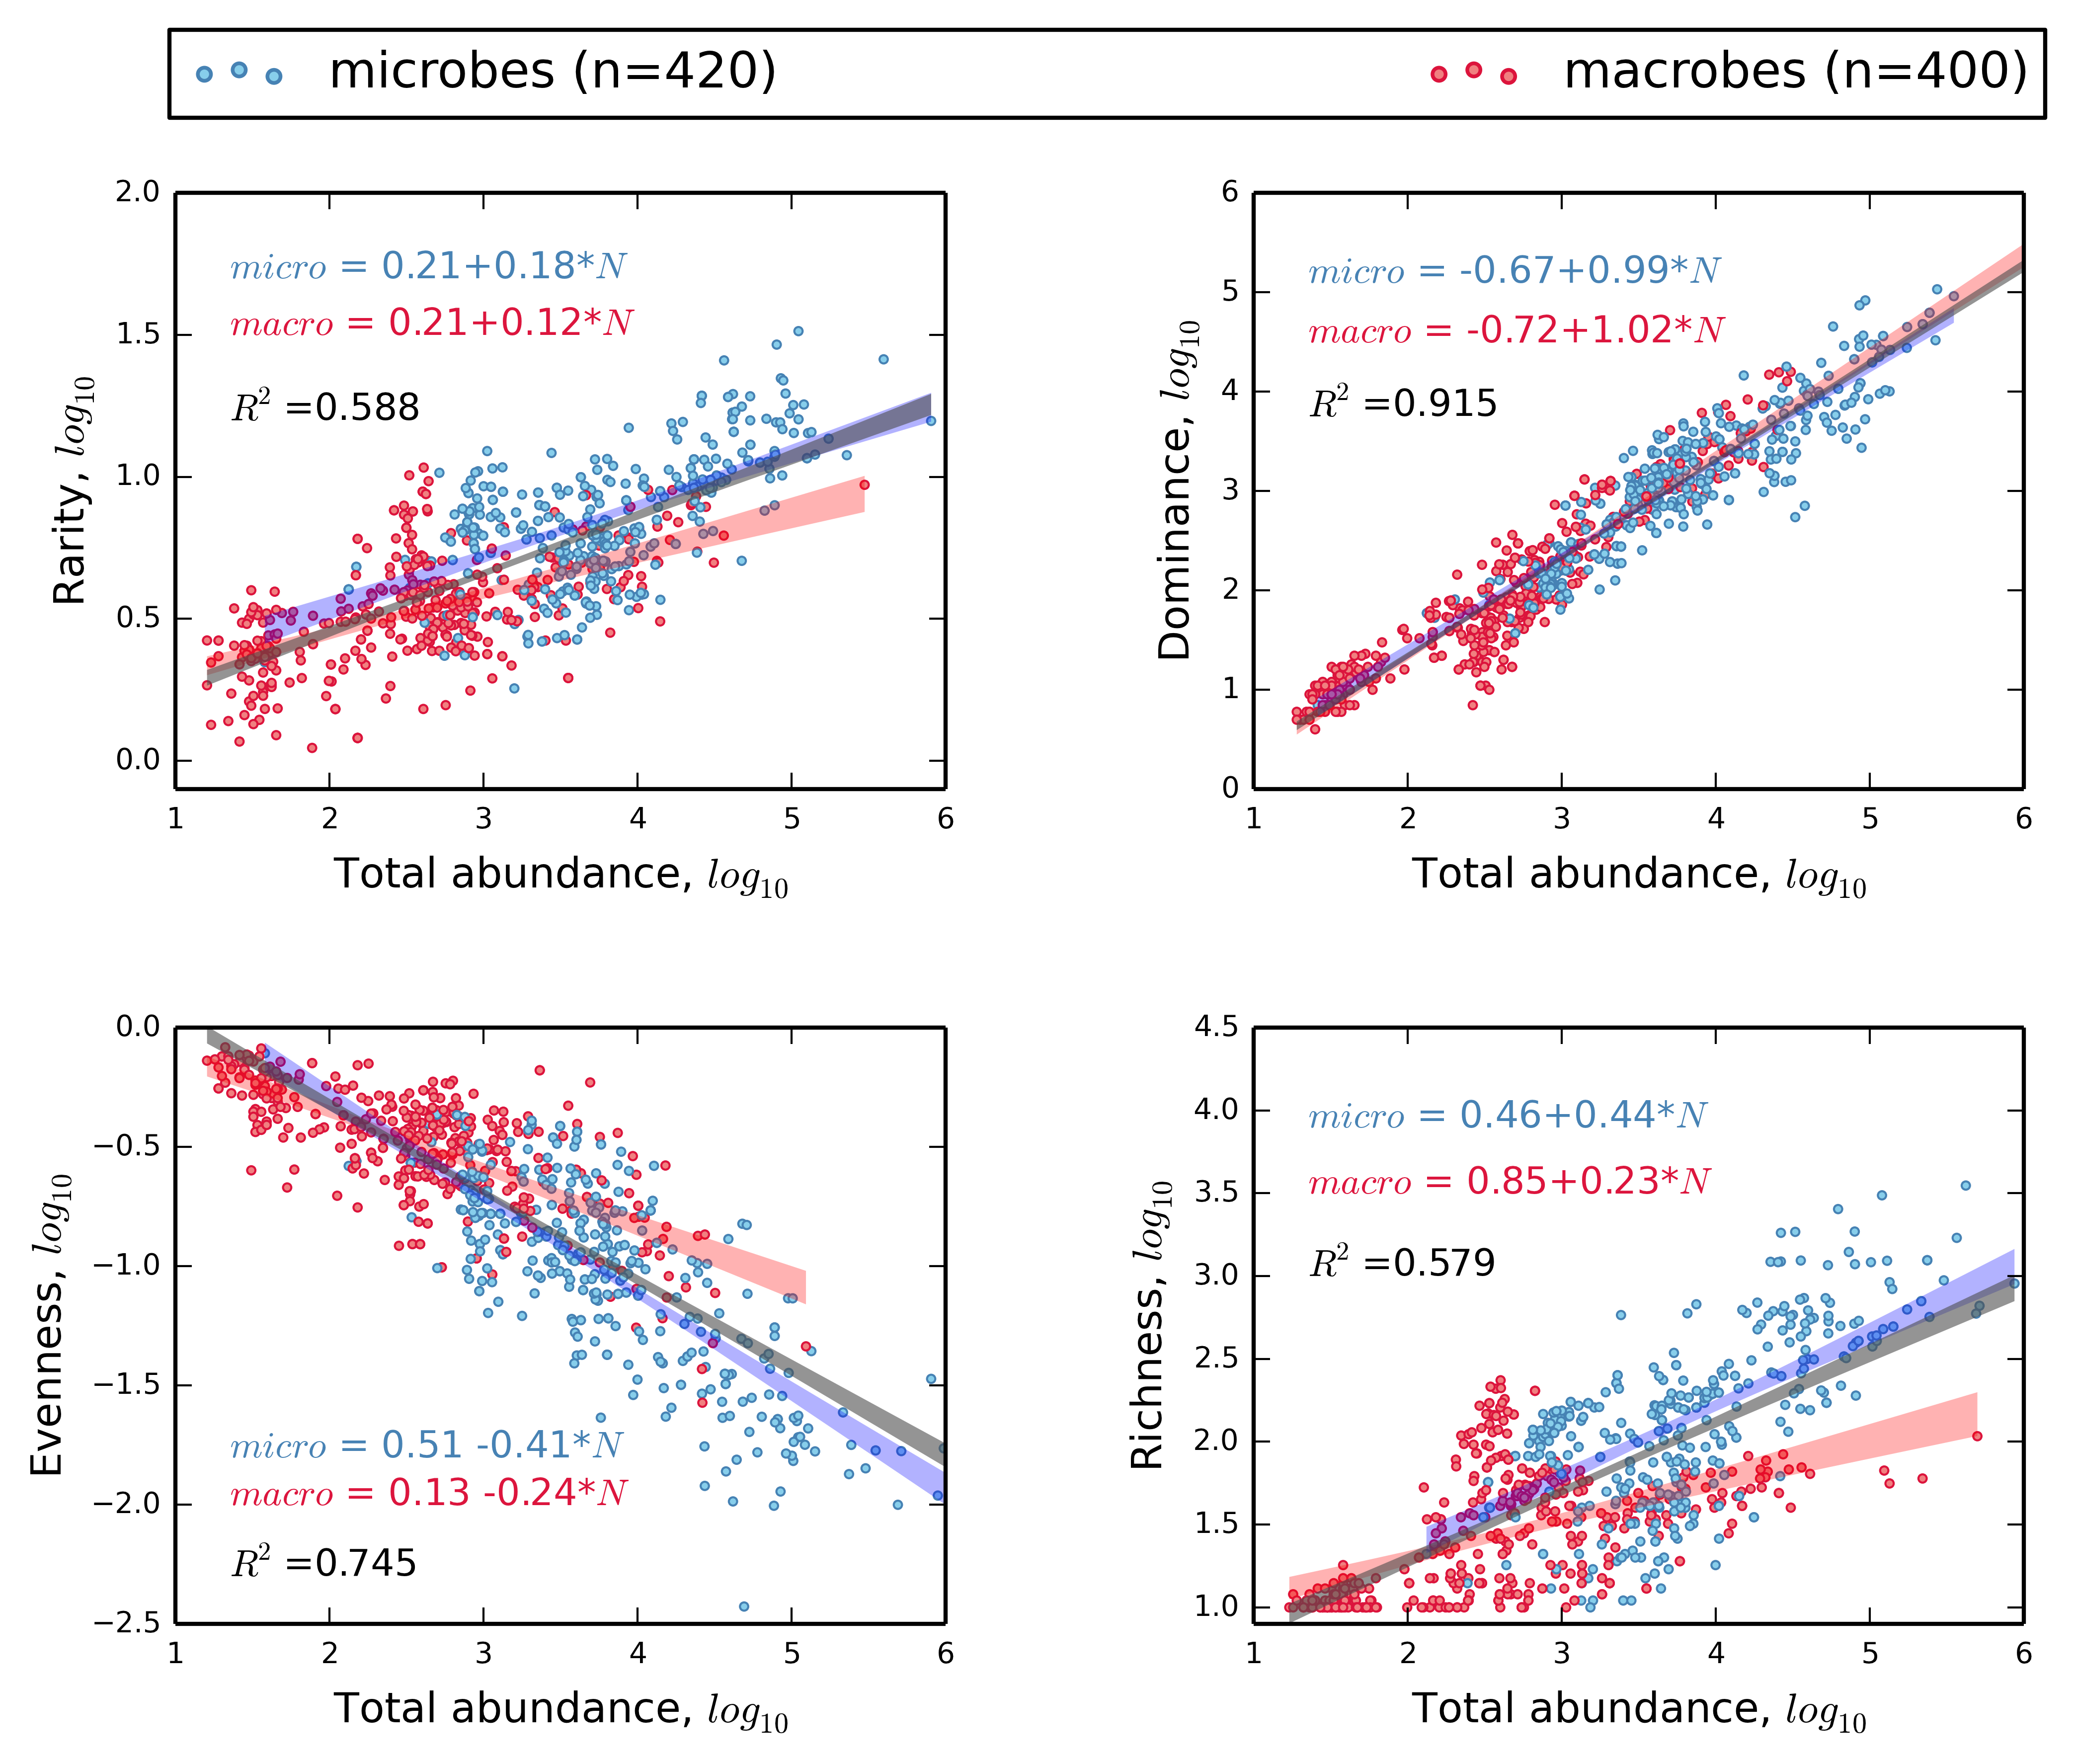 microbes (n=420) macrobes (n=400)
2.0
1.5
1.0
0.5
0.0
Rarity, log10
micro = 0.21+0.18*N
macro = 0.21+0.12*N
R² =0.588
1 2 3 4 5 6
Total abundance, log10
6
5
4
3
2
1
0
Dominance, log10
micro = -0.67+0.99*N
macro = -0.72+1.02*N
R² =0.915
1 2 3 4 5 6
Total abundance, log10
0.0
−0.5
−1.0
−1.5
−2.0
−2.5
Evenness, log10
micro = 0.51 -0.41*N
macro = 0.13 -0.24*N
R² =0.745
1 2 3 4 5 6
Total abundance, log10
4.5
4.0
3.5
3.0
2.5
2.0
1.5
1.0
Richness, log10
micro = 0.46+0.44*N
macro = 0.85+0.23*N
R² =0.579
1 2 3 4 5 6
Total abundance, log10